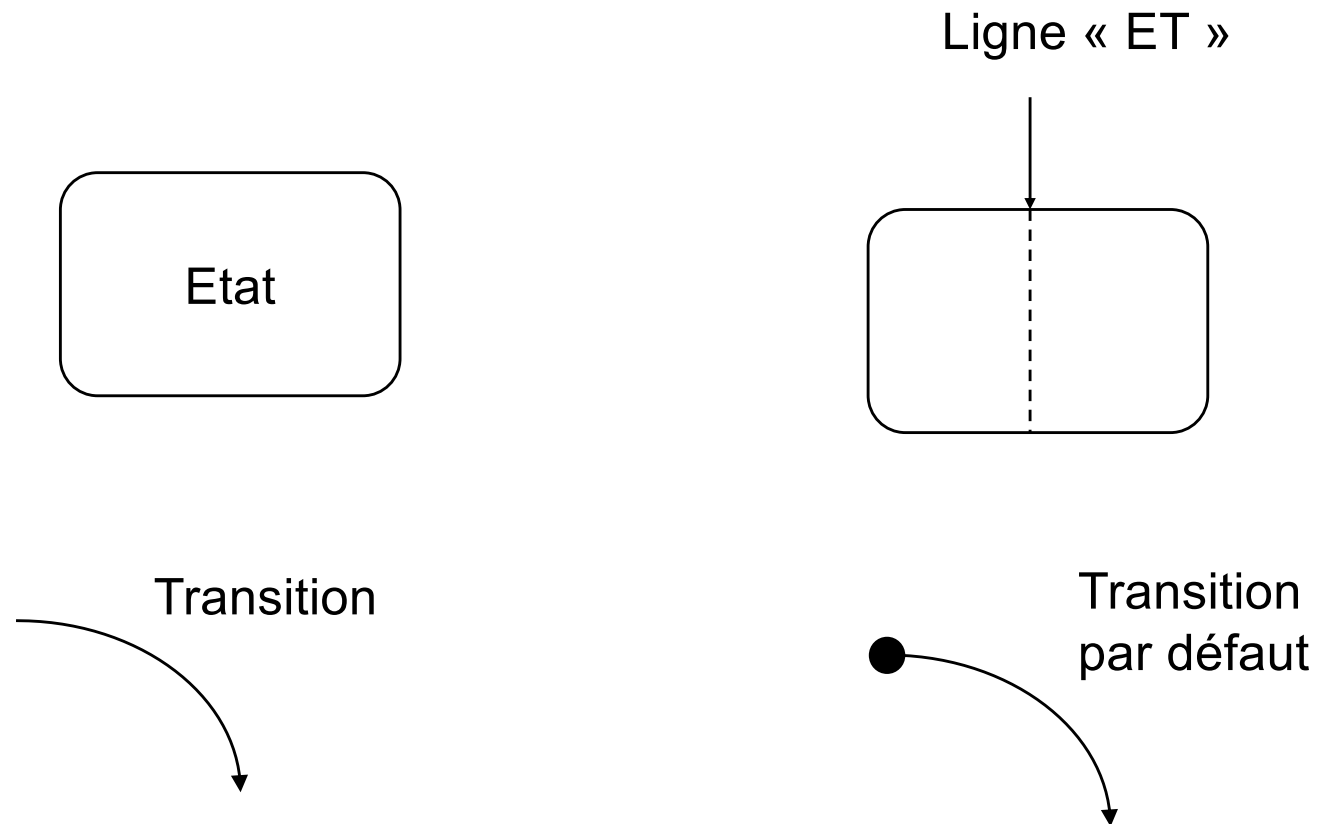 Ligne « ET »
Etat
Transition
Transition
par défaut